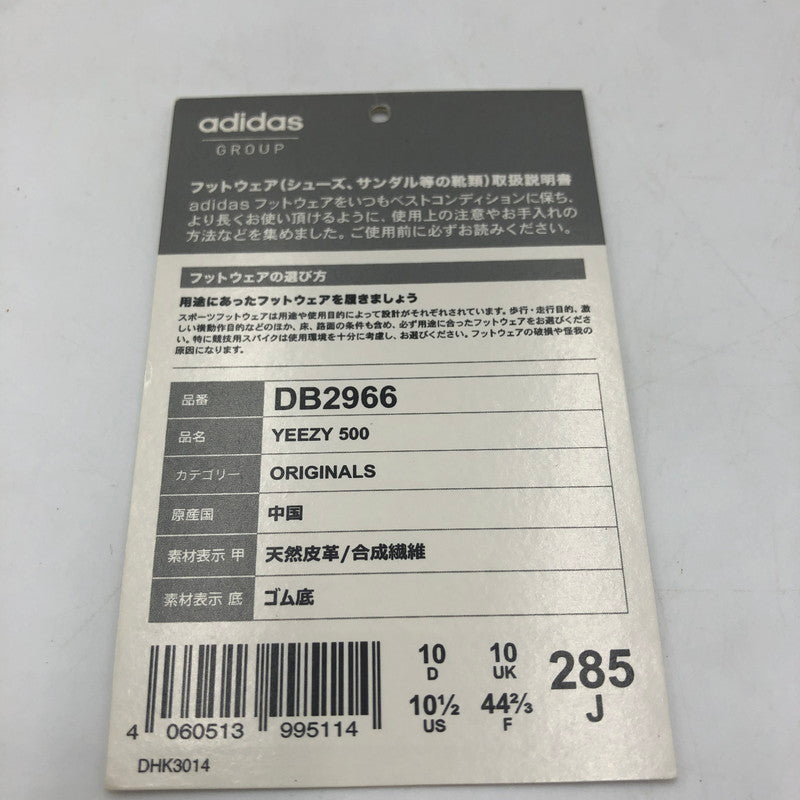 adidas
GROUP
フットウェア(シューズ、サンダル等の靴類)取扱説明書
adidas フットウェアをいつもベストコンディションに保ち、
より長くお使い頂けるように、使用上の注意やお手入れの
方法などを集めました。ご使用前に必ずお読みください。
フットウェアの選び方
用途にあったフットウェアを履きましょう
スポーツフットウェアは用途や使用目的によって設計がそれぞれされています。歩行・走行目的、激
しい横動作目的などのほか、床、路面の条件も含め、必ず用途に合ったフットウェアをお選びくださ
い。特に競技用スパイクは使用環境を十分に考慮し、お選びください。フットウェアの破損や怪我の
原因になります。
品番 DB2966
品名 YEEZY 500
カテゴリー ORIGINALS
原産国 中国
素材表示 甲 天然皮革/合成繊維
素材表示 底 ゴム底
10 10 285
D UK J
10½ 44⅔
US F
4 060513 995114
DHK3014